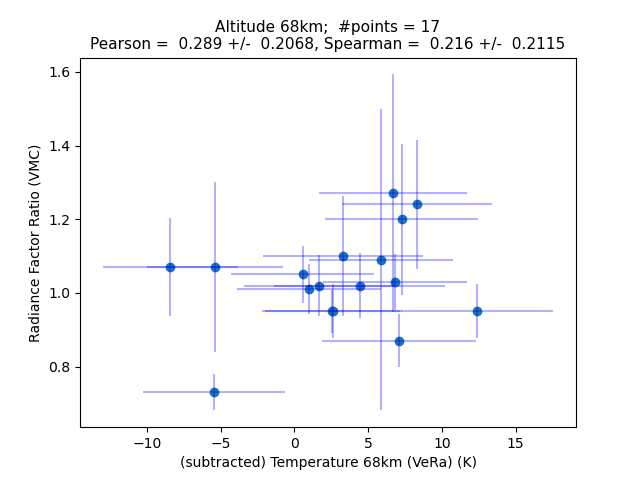 Altitude 68km;  #points = 17
Pearson =  0.289 +/-  0.2068, Spearman =  0.216 +/-  0.2115
1.6
1.4
1.2
1.0
0.8
Radiance Factor Ratio (VMC)
−10
−5
0
5
10
15
(subtracted) Temperature 68km (VeRa) (K)